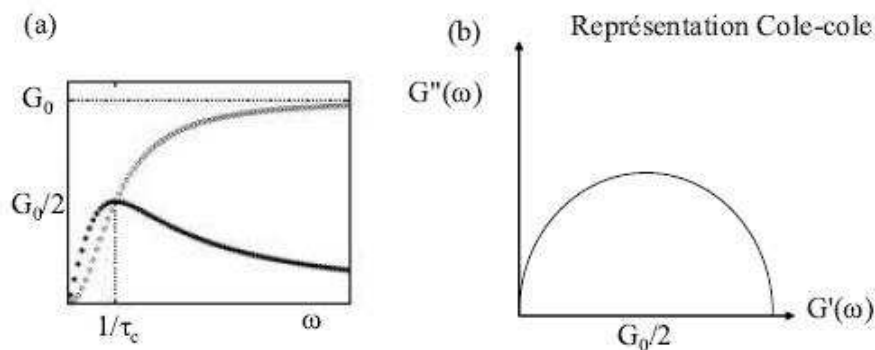 (a)
G₀
G₀/2
1/τc
ω
(b)
Représentation Cole-cole
G"(ω)
G'(ω)
G₀/2